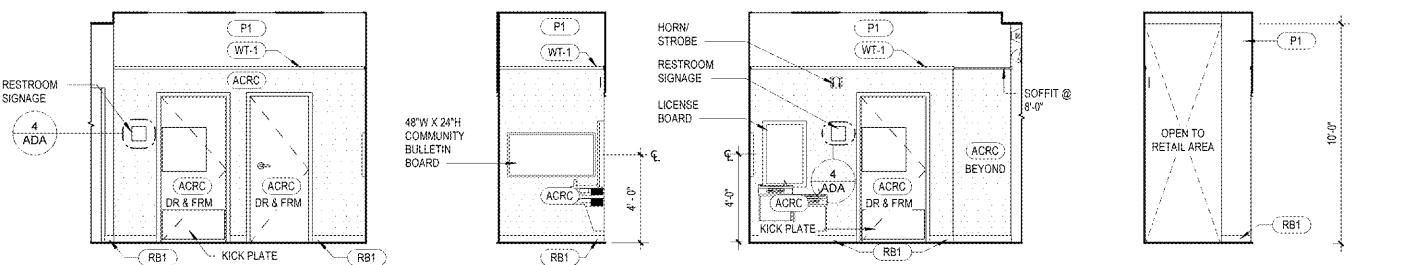 P1
WT-1
ACRC
RESTROOM
SIGNAGE
4
ADA
ACRC
DR & FRM
ACRC
DR & FRM
RB1
KICK PLATE
RB1
P1
WT-1
48"W X 24"H
COMMUNITY
BULLETIN
BOARD
ACRC
RB1
℄
4'-0"
HORN/
STROBE
RESTROOM
SIGNAGE
LICENSE
BOARD
P1
WT-1
SOFFIT @
8'-0"
℄
4'-0"
4
ADA
ACRC
ACRC
DR & FRM
ACRC
BEYOND
KICK PLATE
RB1
P1
OPEN TO
RETAIL AREA
10'-0"
RB1